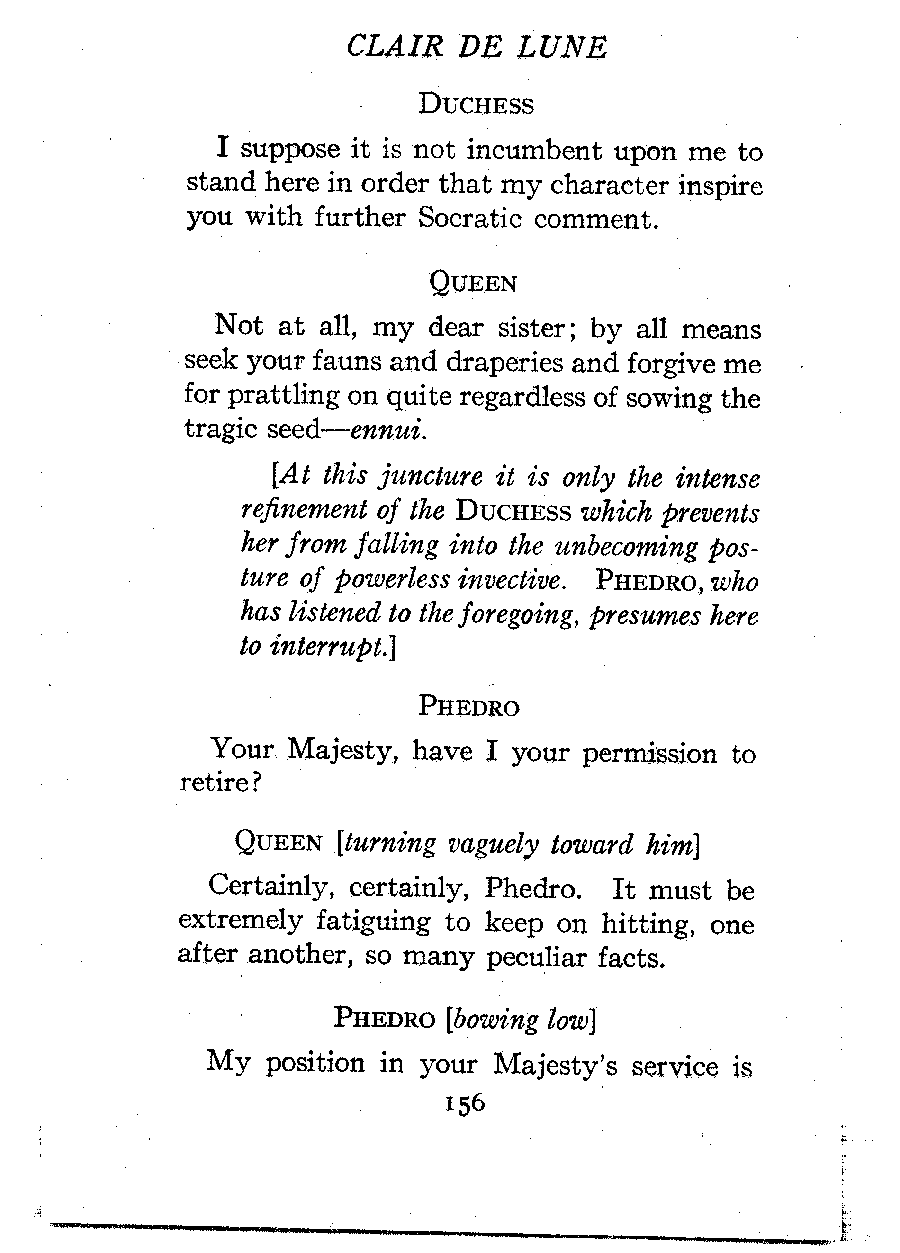 CLAIR DE LUNE
DUCHESS
I suppose it is not incumbent upon me to
stand here in order that my character inspire
you with further Socratic comment.
QUEEN
Not at all, my dear sister; by all means
seek your fauns and draperies and forgive me
for prattling on quite regardless of sowing the
tragic seed—ennui.
[At this juncture it is only the intense
refinement of the DUCHESS which prevents
her from falling into the unbecoming pos-
ture of powerless invective. PHEDRO, who
has listened to the foregoing, presumes here
to interrupt.]
PHEDRO
Your Majesty, have I your permission to
retire?
QUEEN [turning vaguely toward him]
Certainly, certainly, Phedro. It must be
extremely fatiguing to keep on hitting, one
after another, so many peculiar facts.
PHEDRO [bowing low]
My position in your Majesty's service is
156